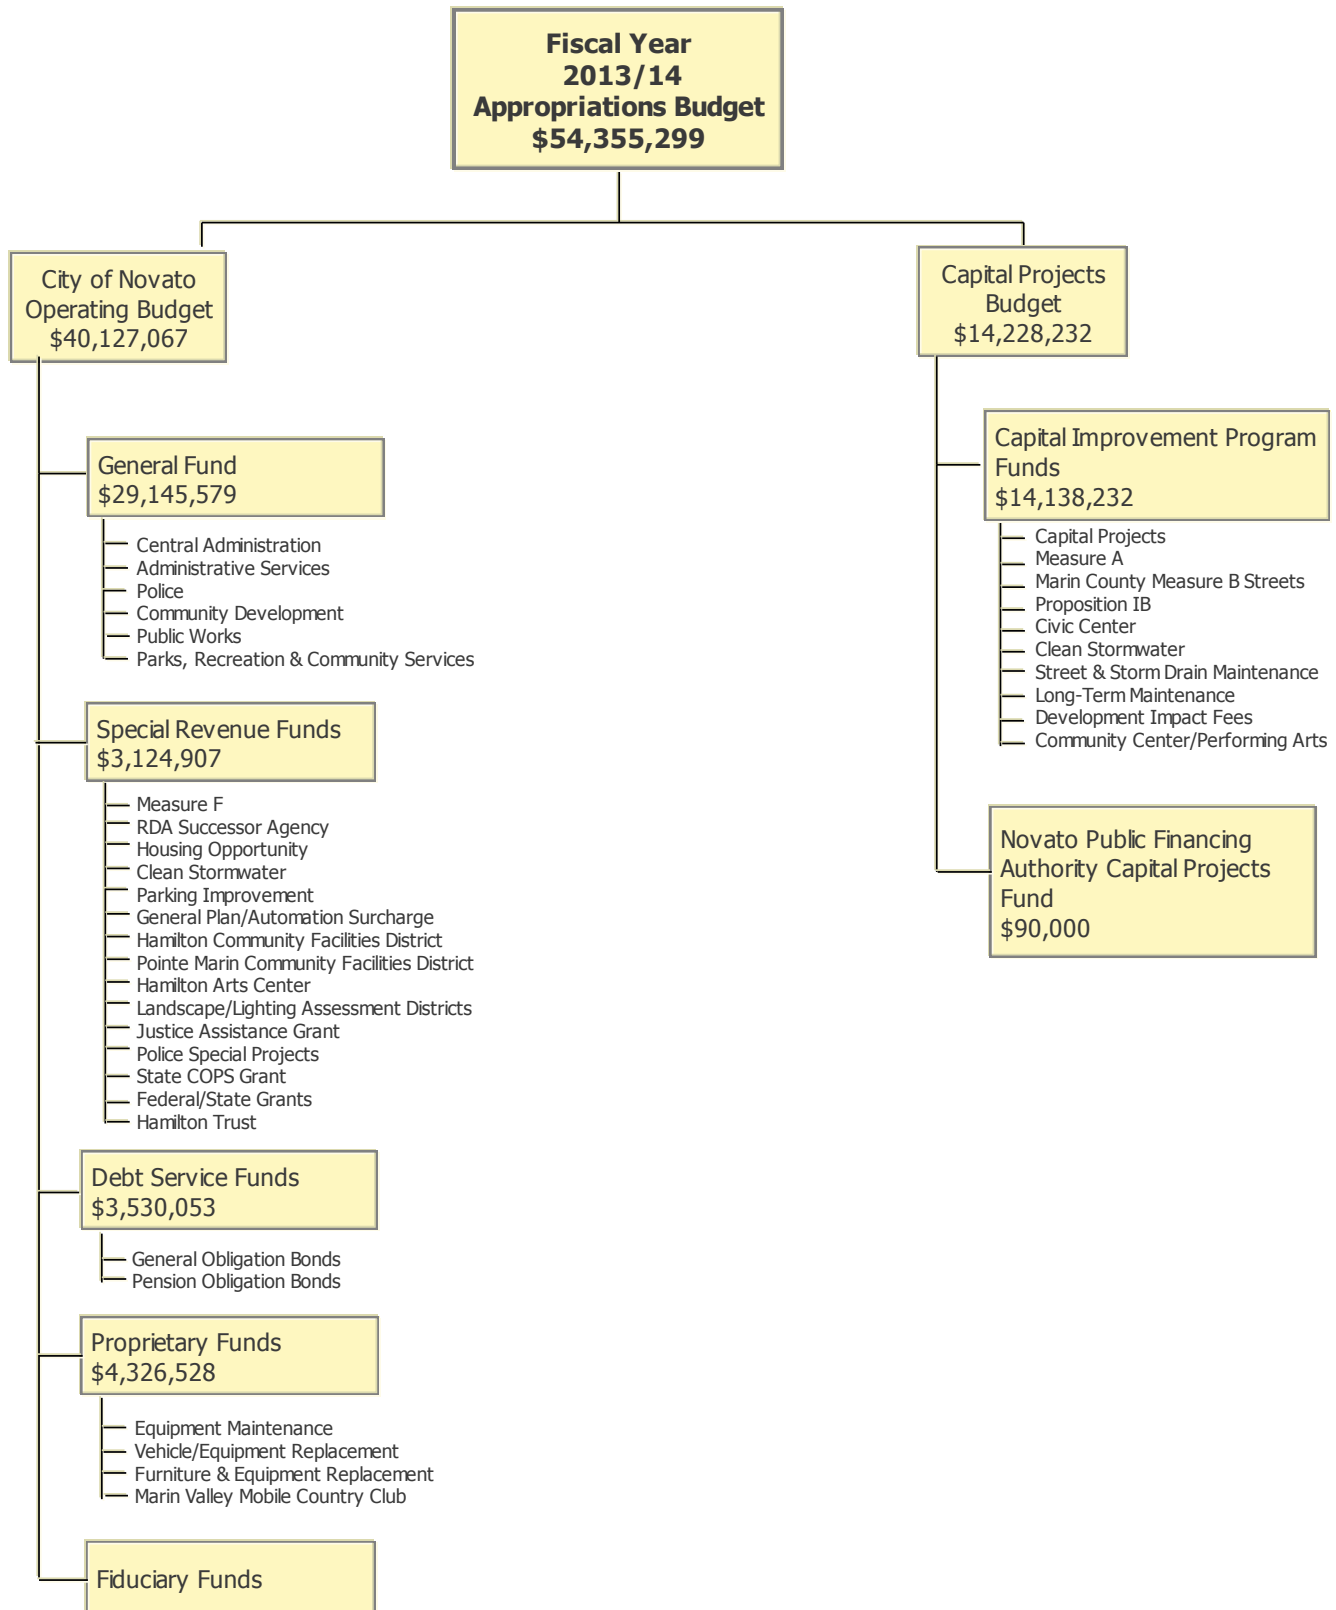 Fiscal Year
2013/14
Appropriations Budget
$54,355,299
City of Novato
Operating Budget
$40,127,067
General Fund
$29,145,579
Central Administration
Administrative Services
Police
Community Development
Public Works
Parks, Recreation & Community Services
Special Revenue Funds
$3,124,907
Measure F
RDA Successor Agency
Housing Opportunity
Clean Stormwater
Parking Improvement
General Plan/Automation Surcharge
Hamilton Community Facilities District
Pointe Marin Community Facilities District
Hamilton Arts Center
Landscape/Lighting Assessment Districts
Justice Assistance Grant
Police Special Projects
State COPS Grant
Federal/State Grants
Hamilton Trust
Debt Service Funds
$3,530,053
General Obligation Bonds
Pension Obligation Bonds
Proprietary Funds
$4,326,528
Equipment Maintenance
Vehicle/Equipment Replacement
Furniture & Equipment Replacement
Marin Valley Mobile Country Club
Fiduciary Funds
Capital Projects
Budget
$14,228,232
Capital Improvement Program
Funds
$14,138,232
Capital Projects
Measure A
Marin County Measure B Streets
Proposition IB
Civic Center
Clean Stormwater
Street & Storm Drain Maintenance
Long-Term Maintenance
Development Impact Fees
Community Center/Performing Arts
Novato Public Financing
Authority Capital Projects
Fund
$90,000